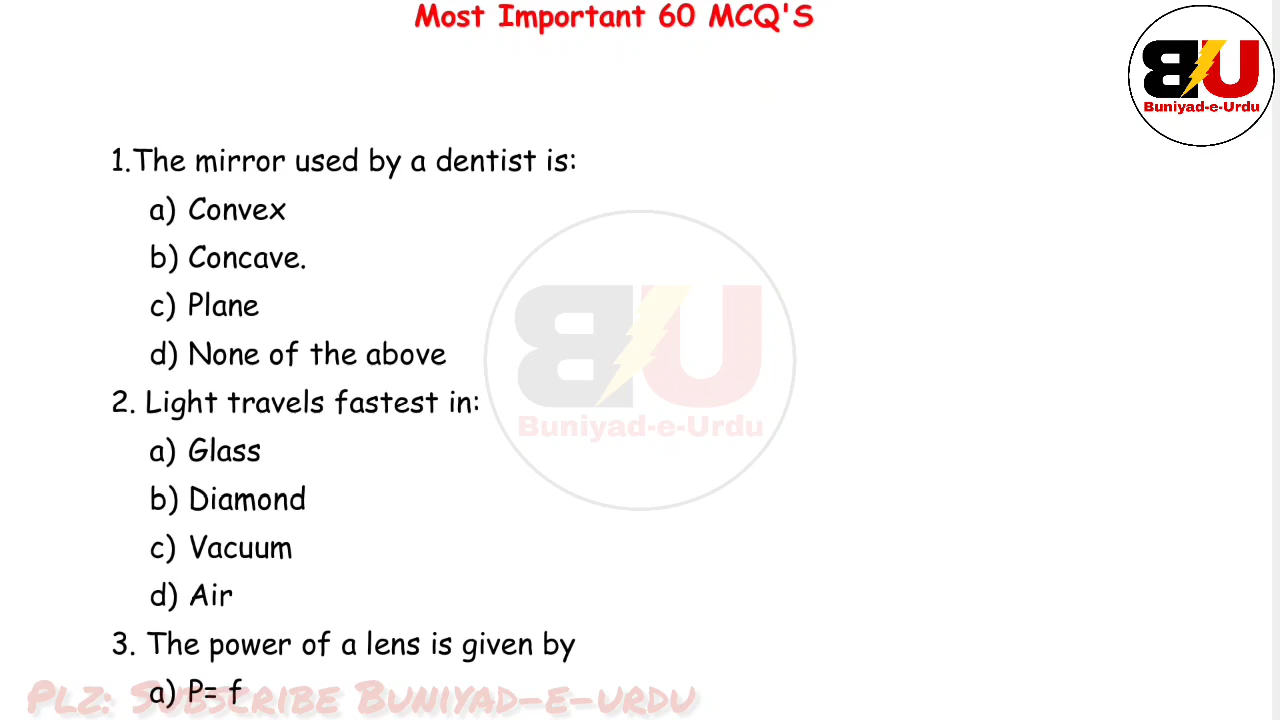 Most Important 60 MCQ'S
BU
Buniyad-e-Urdu
1.The mirror used by a dentist is:
a) Convex
b) Concave.
c) Plane
d) None of the above
BU
Buniyad-e-Urdu
2. Light travels fastest in:
a) Glass
b) Diamond
c) Vacuum
d) Air
3. The power of a lens is given by
a) P= f
Plz: Subscribe Buniyad-e-urdu